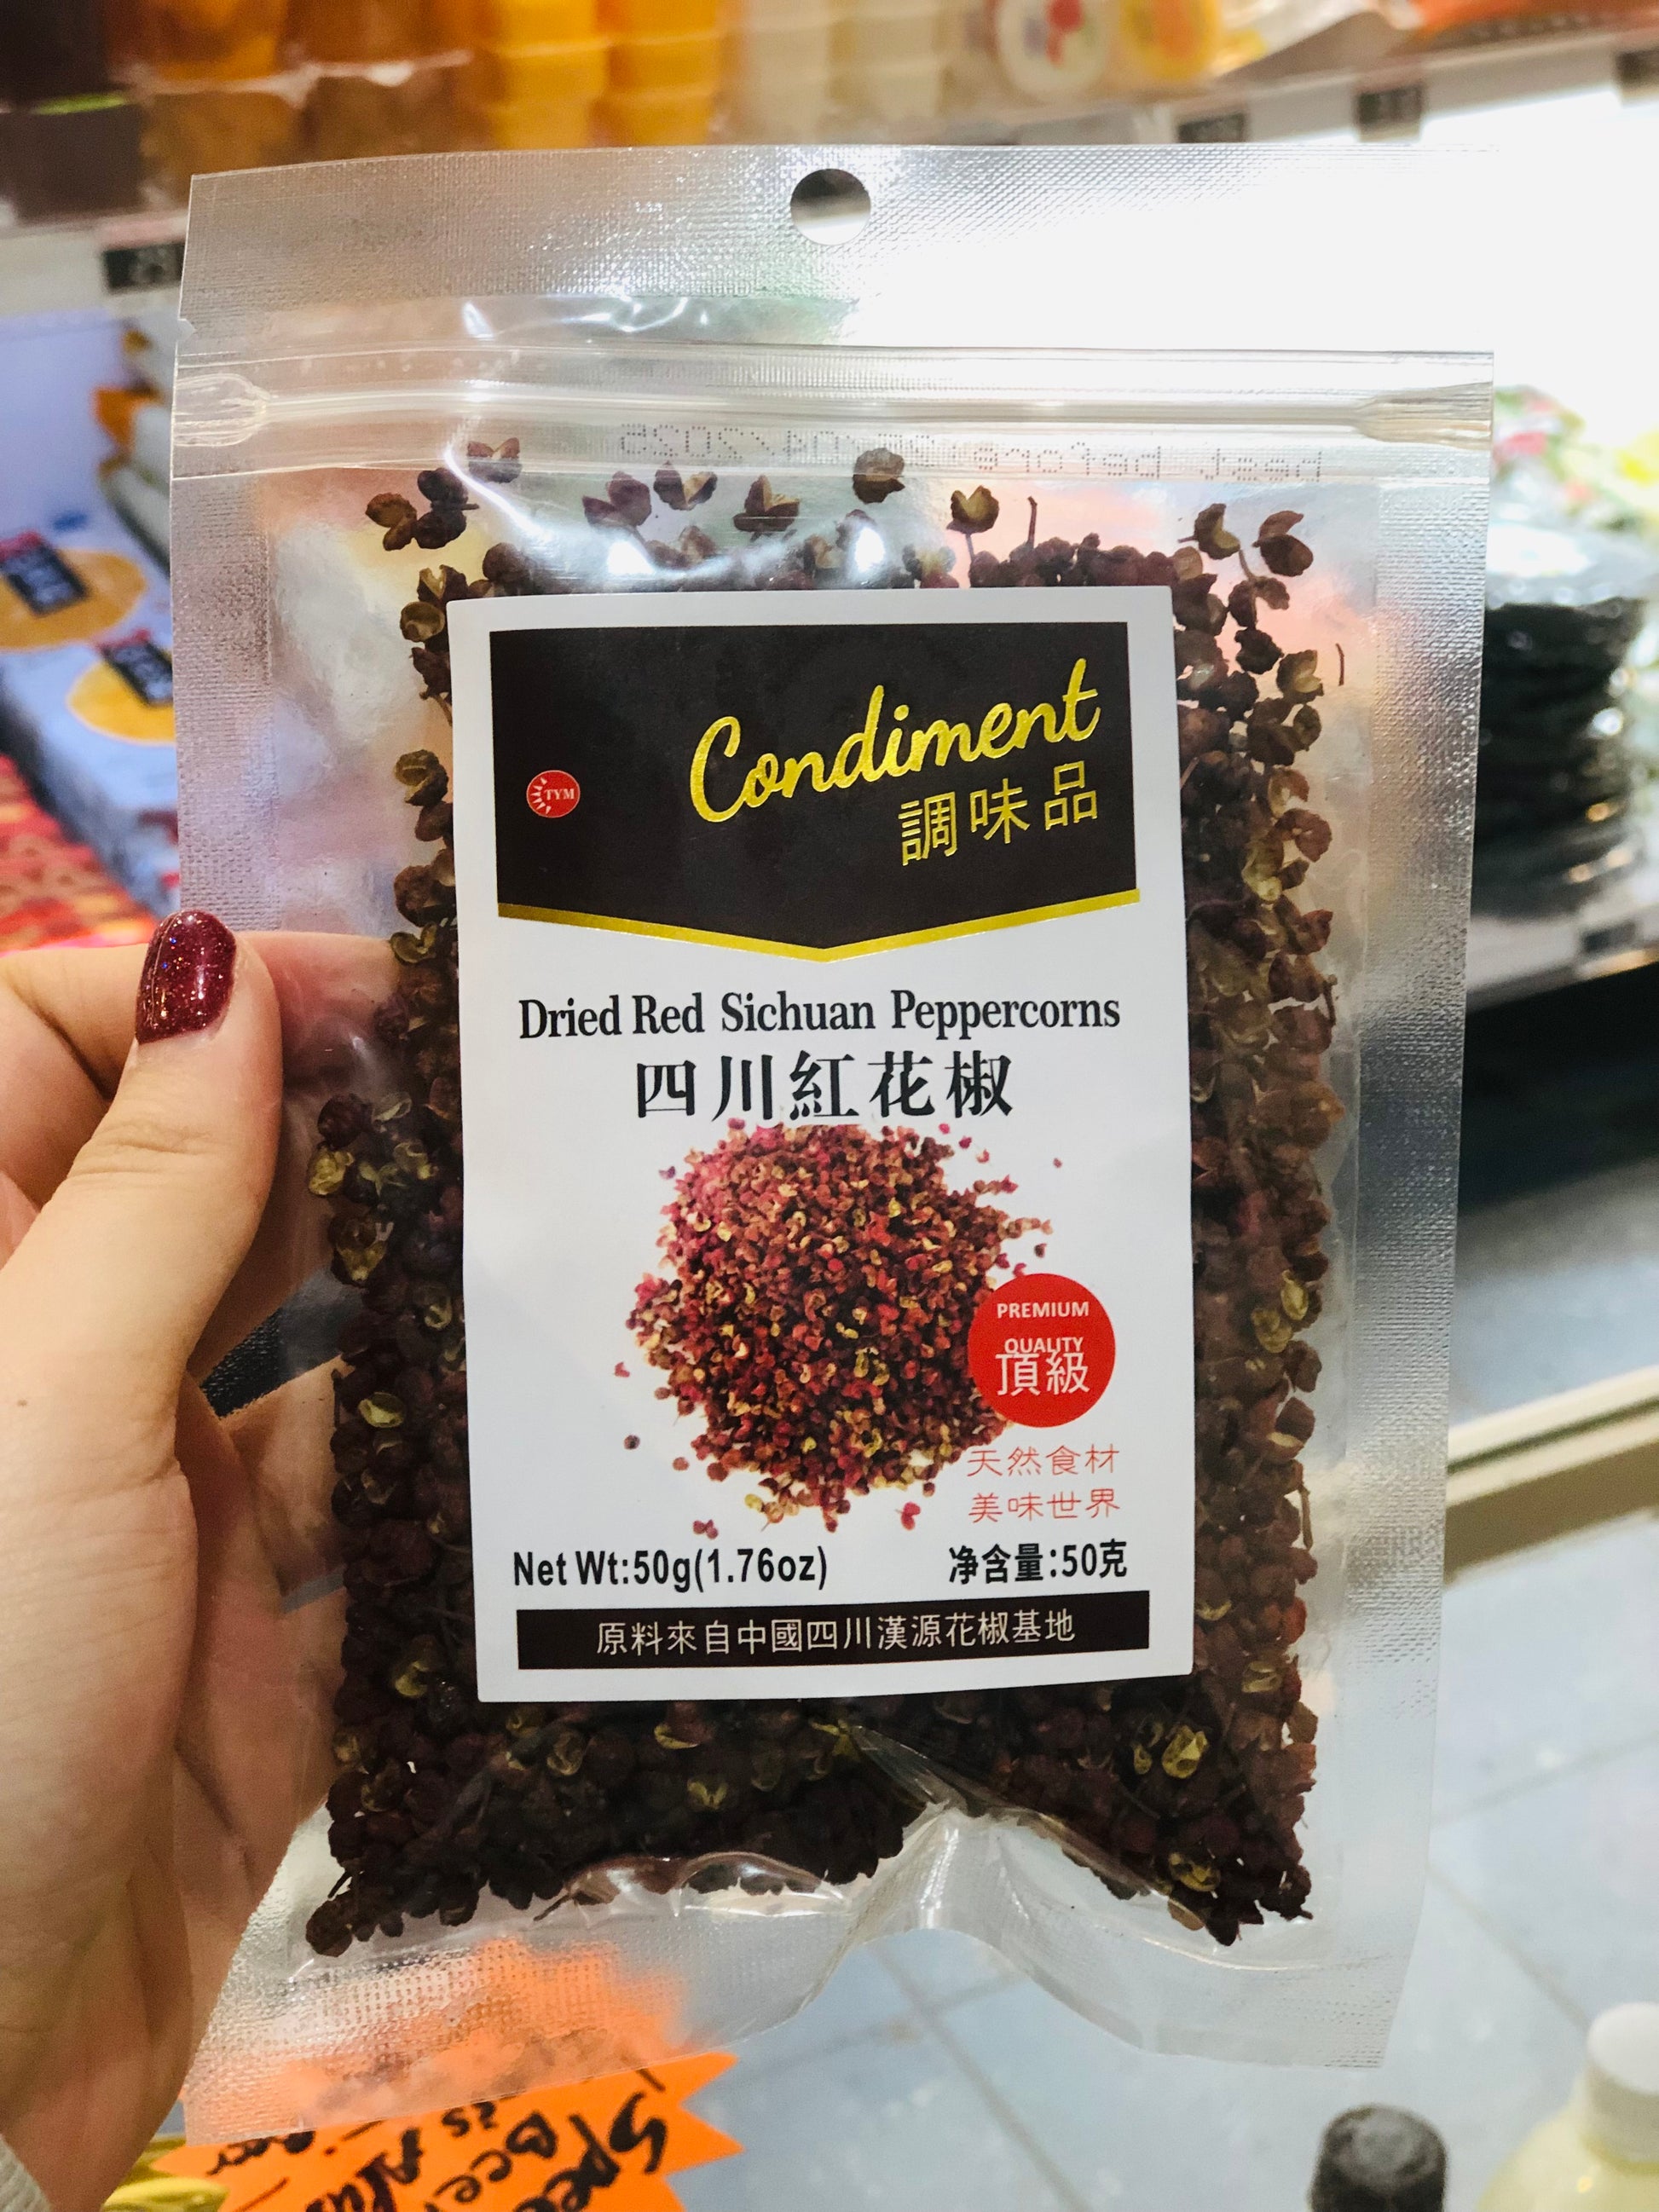 Condiment
調味品
TYM
Dried Red Sichuan Peppercorns
四川紅花椒
PREMIUM
QUALITY
頂級
天然食材
美味世界
Net Wt:50g(1.76oz)
净含量:50克
原料來自中國四川漢源花椒基地